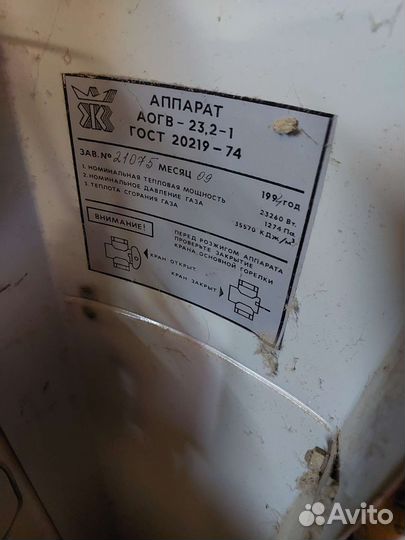 ЖК
АППАРАТ
АОГВ - 23,2-1
ГОСТ 20219 - 74
ЗАВ. № 21075 МЕСЯЦ 09 199 ГОД
1. НОМИНАЛЬНАЯ ТЕПЛОВАЯ МОЩНОСТЬ 23260 Вт.
2. НОМИНАЛЬНОЕ ДАВЛЕНИЕ ГАЗА 1274 Па
3. ТЕПЛОТА СГОРАНИЯ ГАЗА 35570 КДж/м³
ВНИМАНИЕ!
ПЕРЕД РОЗЖИГОМ АППАРАТА
ПРОВЕРЬТЕ ЗАКРЫТИЕ
КРАНА ОСНОВНОЙ ГОРЕЛКИ
КРАН ОТКРЫТ.
КРАН ЗАКРЫТ
Avito